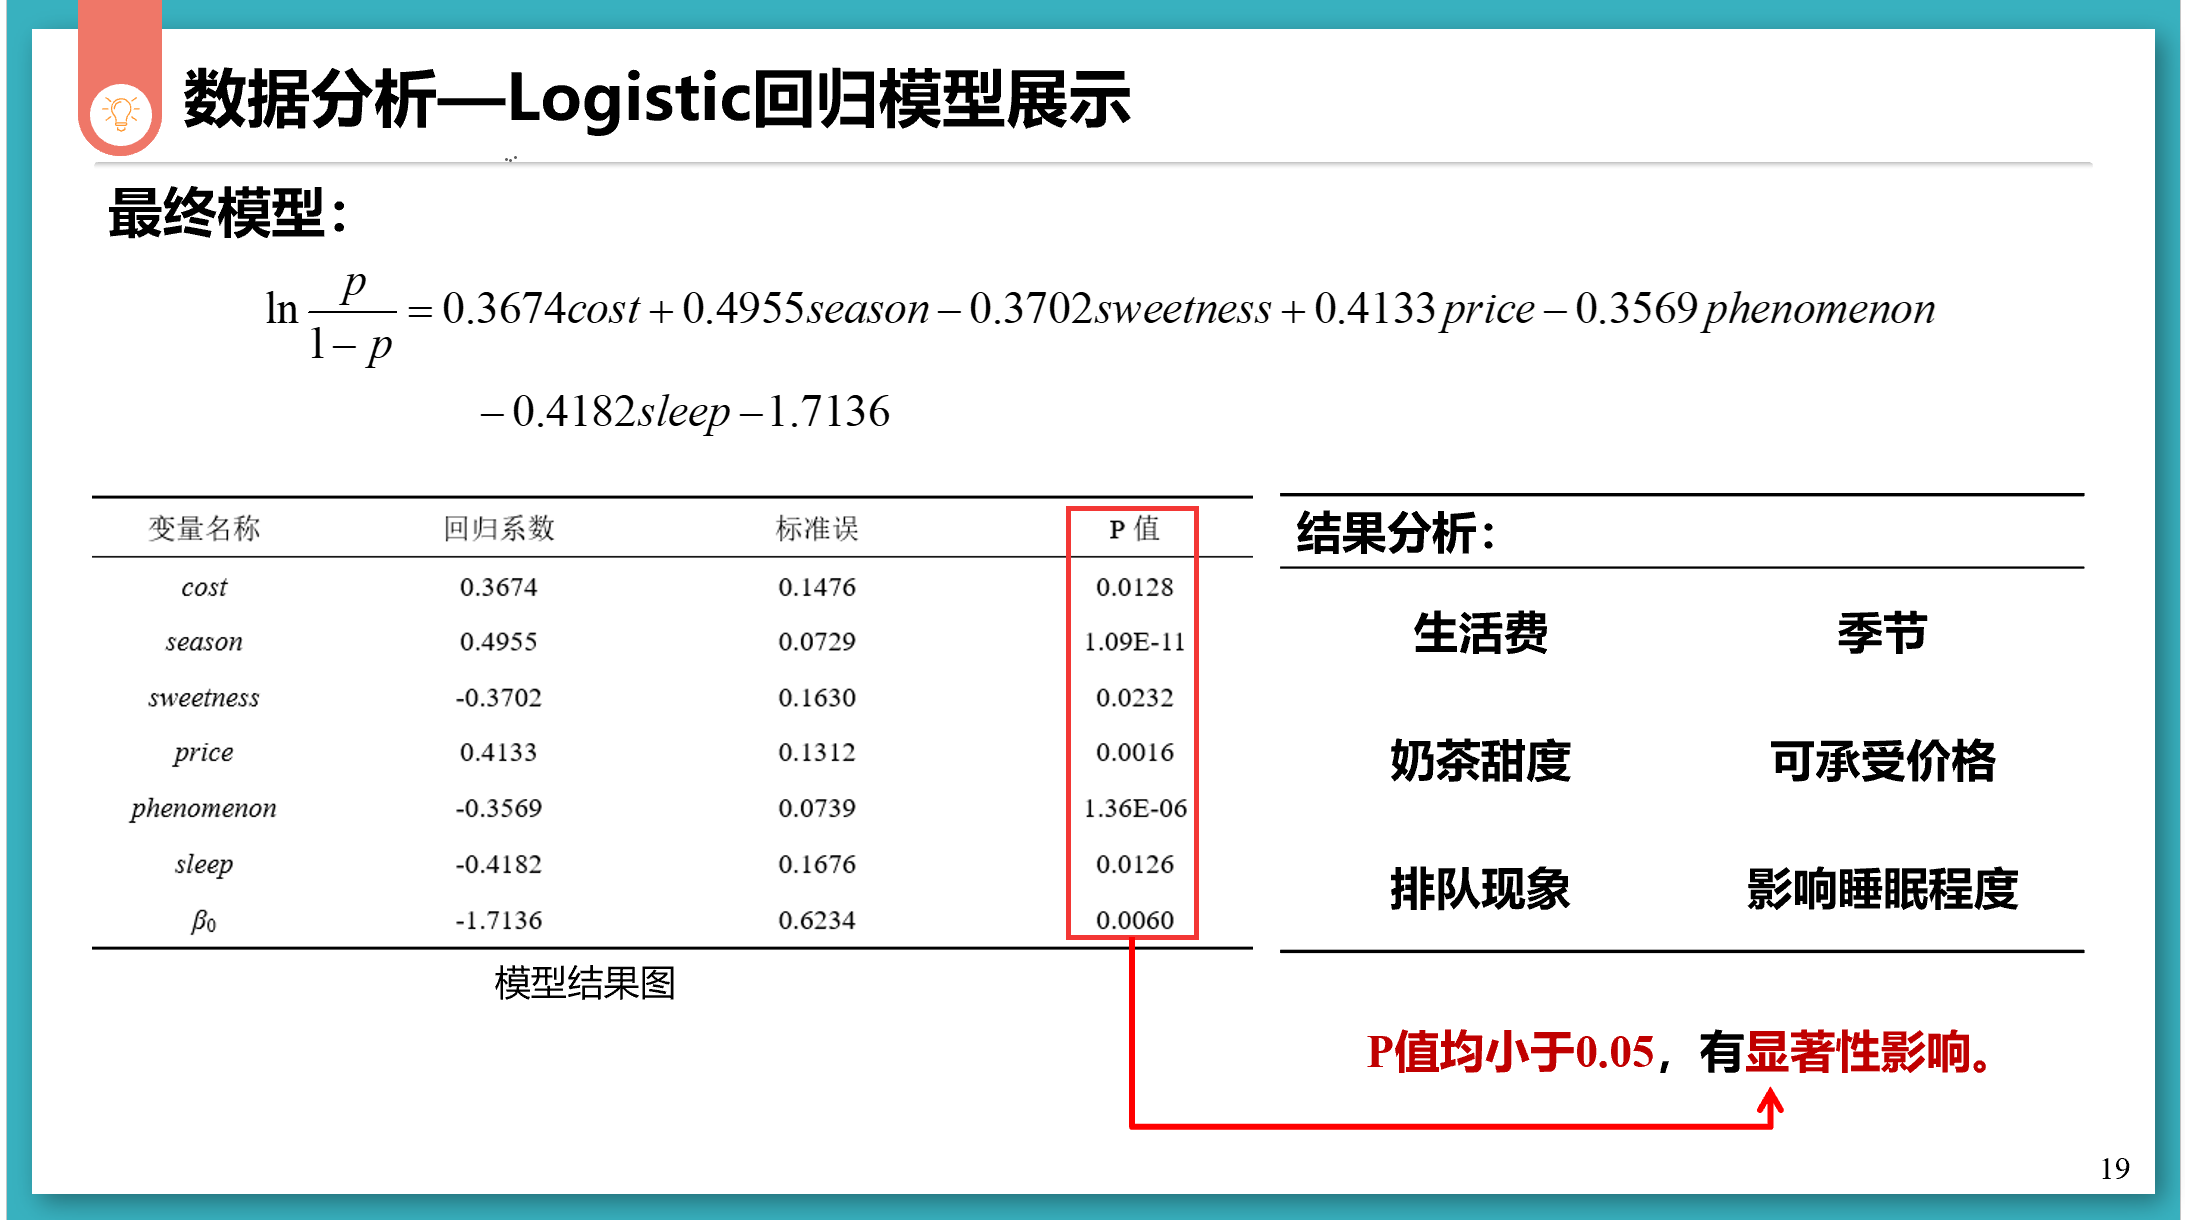 数据分析—Logistic回归模型展示
最终模型：
ln p/(1−p) = 0.3674cost + 0.4955season − 0.3702sweetness + 0.4133price − 0.3569phenomenon
− 0.4182sleep − 1.7136
变量名称 回归系数 标准误 P 值
cost 0.3674 0.1476 0.0128
season 0.4955 0.0729 1.09E-11
sweetness -0.3702 0.1630 0.0232
price 0.4133 0.1312 0.0016
phenomenon -0.3569 0.0739 1.36E-06
sleep -0.4182 0.1676 0.0126
β0 -1.7136 0.6234 0.0060
模型结果图
结果分析：
生活费 季节
奶茶甜度 可承受价格
排队现象 影响睡眠程度
P值均小于0.05，有显著性影响。
19